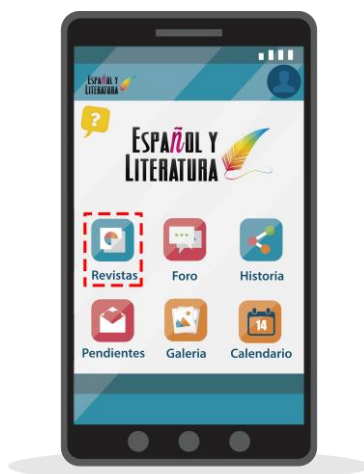 Español y
Literatura
?
Español y
Literatura
Revistas
Foro
Historia
14
Pendientes
Galeria
Calendario